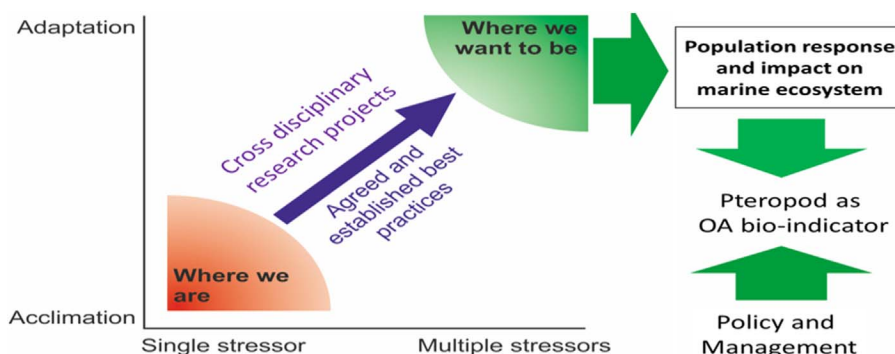 Adaptation
Where we
want to be
Cross disciplinary
research projects
Agreed and
established best
practices
Where we
are
Acclimation
Single stressor
Multiple stressors
Population response
and impact on
marine ecosystem
Pteropod as
OA bio-indicator
Policy and
Management